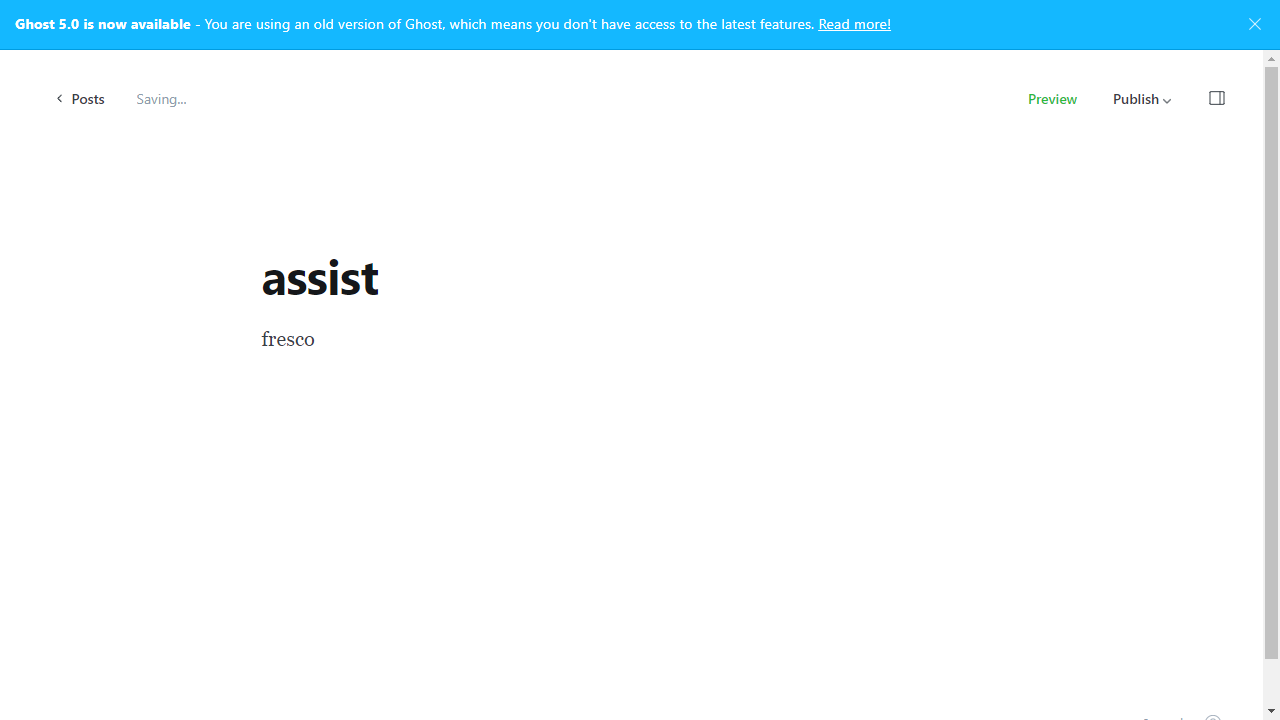 Ghost 5.0 is now available - You are using an old version of Ghost, which means you don't have access to the latest features. Read more!
Posts Saving... Preview Publish
assist
fresco